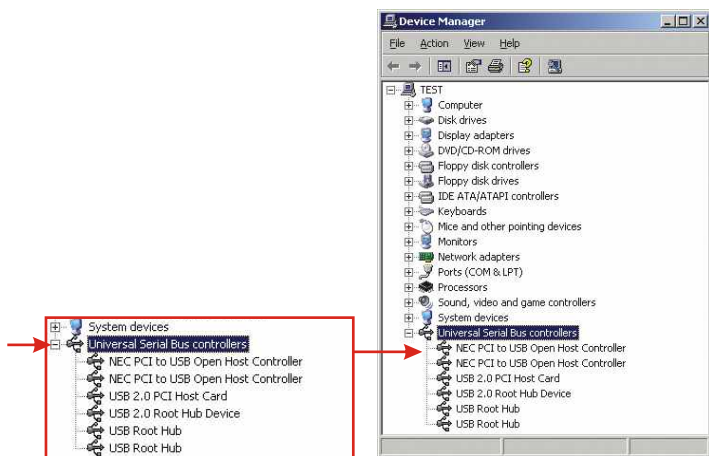 Device Manager
File Action View Help
TEST
Computer
Disk drives
Display adapters
DVD/CD-ROM drives
Floppy disk controllers
Floppy disk drives
IDE ATA/ATAPI controllers
Keyboards
Mice and other pointing devices
Monitors
Network adapters
Ports (COM & LPT)
Processors
Sound, video and game controllers
System devices
Universal Serial Bus controllers
NEC PCI to USB Open Host Controller
NEC PCI to USB Open Host Controller
USB 2.0 PCI Host Card
USB 2.0 Root Hub Device
USB Root Hub
USB Root Hub
System devices
Universal Serial Bus controllers
NEC PCI to USB Open Host Controller
NEC PCI to USB Open Host Controller
USB 2.0 PCI Host Card
USB 2.0 Root Hub Device
USB Root Hub
USB Root Hub